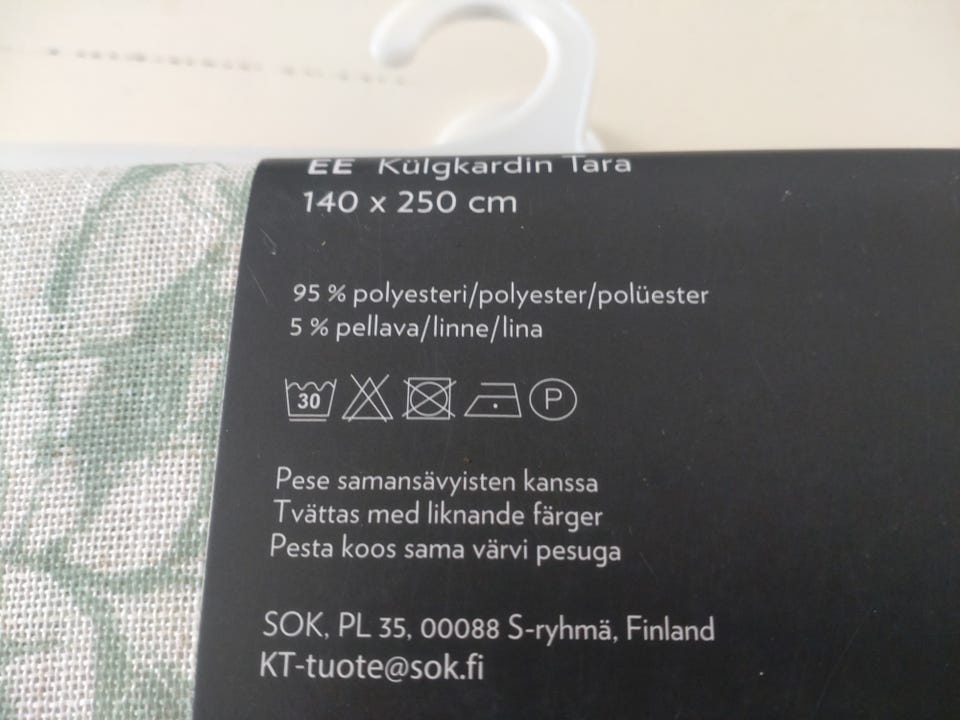 EE Külgkardin Tara
140 x 250 cm
95 % polyesteri/polyester/polüester
5 % pellava/linne/lina
30
P
Pese samansävyisten kanssa
Tvättas med liknande färger
Pesta koos sama värvi pesuga
SOK, PL 35, 00088 S-ryhmä, Finland
KT-tuote@sok.fi